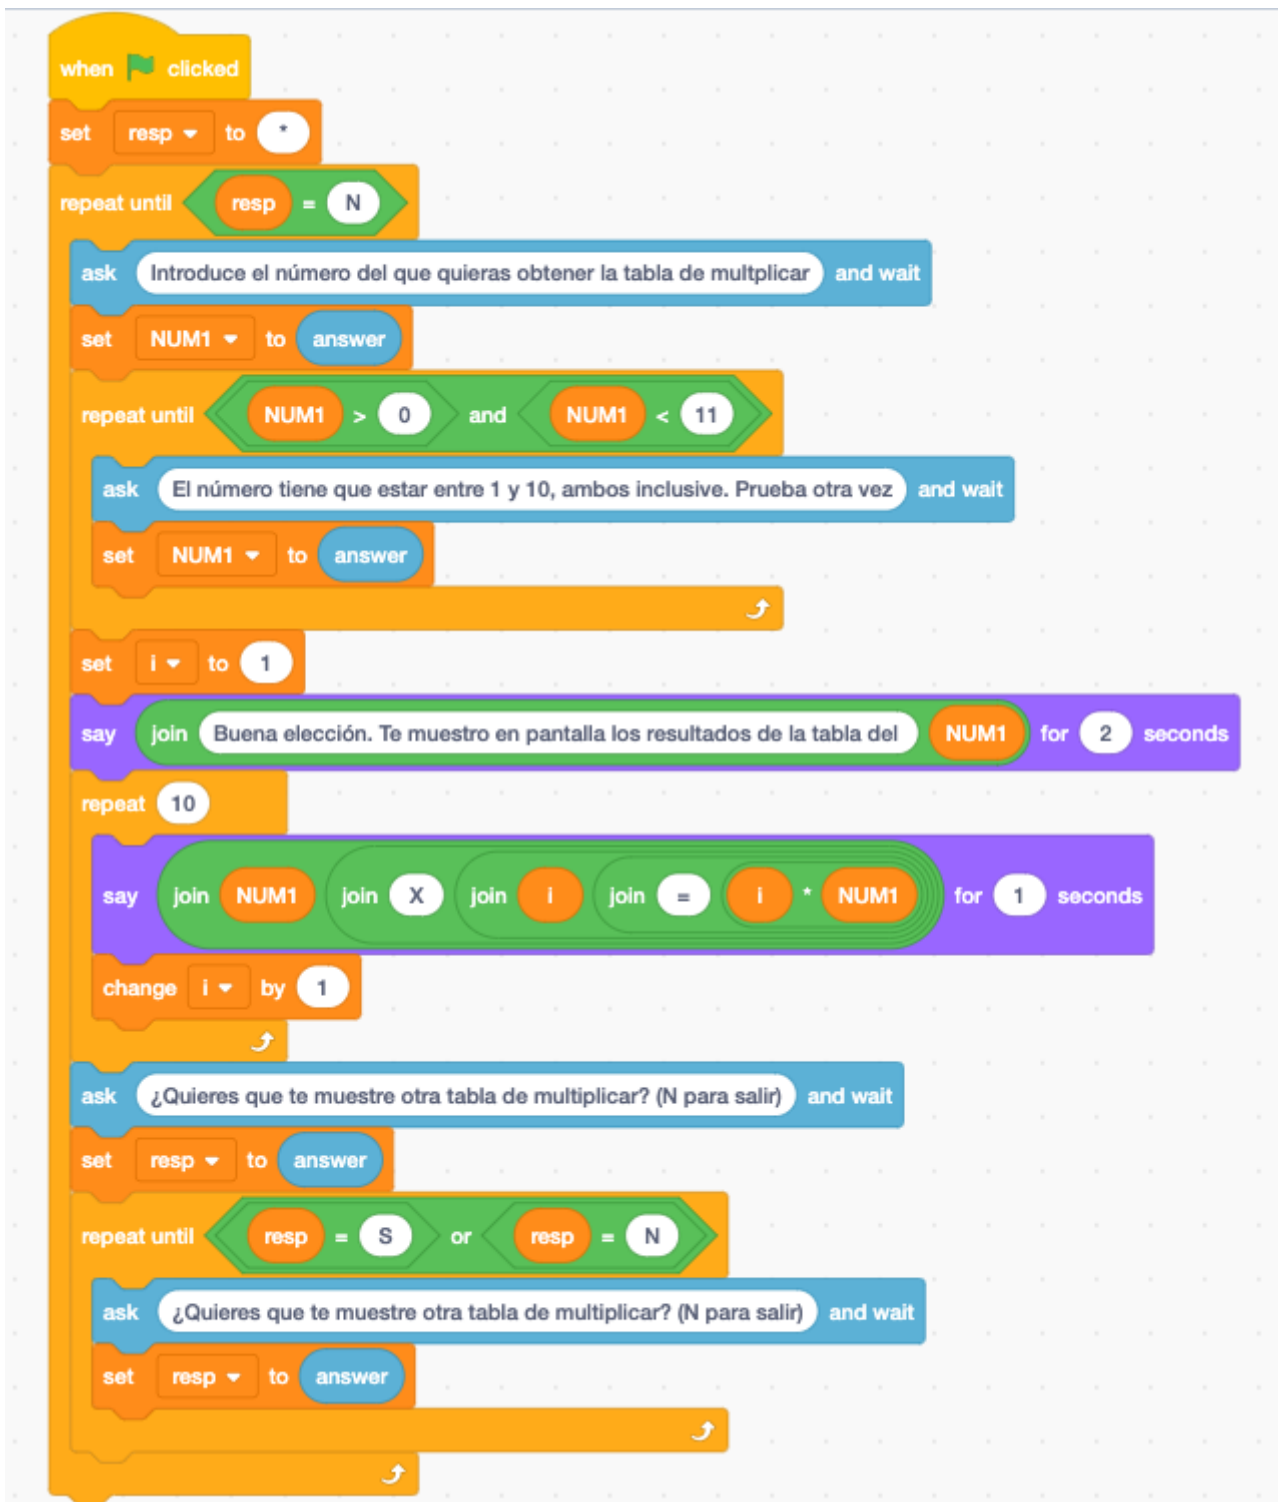 when clicked
set resp to *
repeat until resp = N
ask Introduce el número del que quieras obtener la tabla de multplicar and wait
set NUM1 to answer
repeat until NUM1 > 0 and NUM1 < 11
ask El número tiene que estar entre 1 y 10, ambos inclusive. Prueba otra vez and wait
set NUM1 to answer
set i to 1
say join Buena elección. Te muestro en pantalla los resultados de la tabla del NUM1 for 2 seconds
repeat 10
say join NUM1 join X join i join = i * NUM1 for 1 seconds
change i by 1
ask ¿Quieres que te muestre otra tabla de multiplicar? (N para salir) and wait
set resp to answer
repeat until resp = S or resp = N
ask ¿Quieres que te muestre otra tabla de multiplicar? (N para salir) and wait
set resp to answer